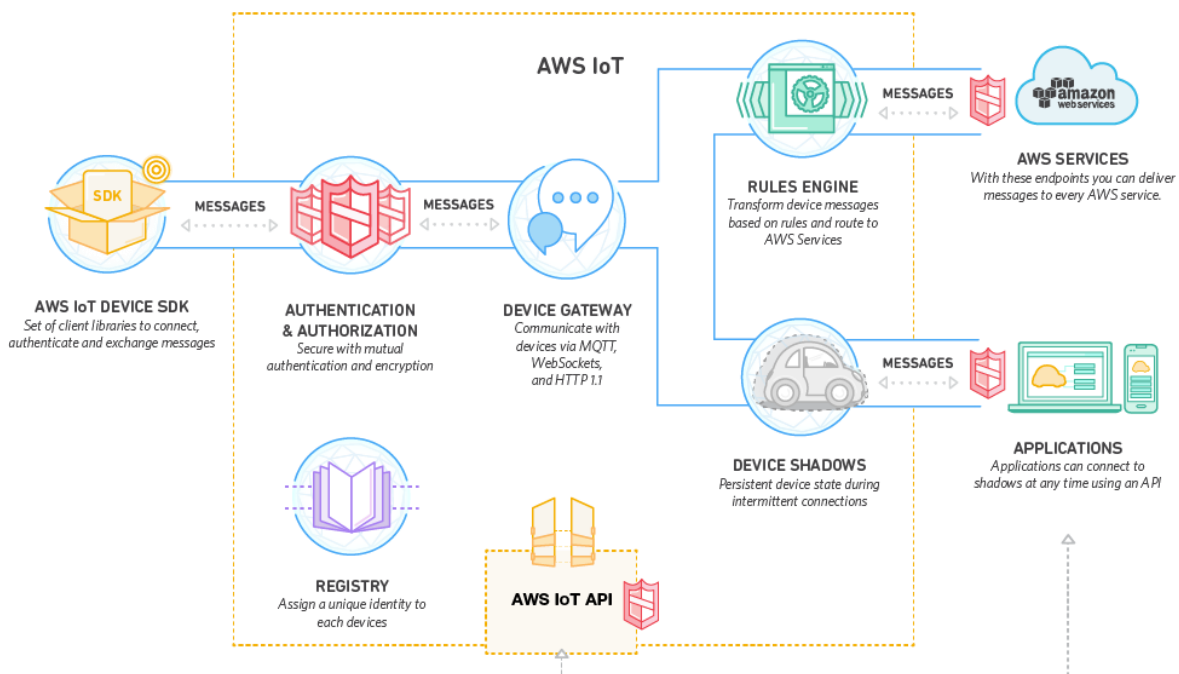 AWS IoT
SDK
MESSAGES
MESSAGES
MESSAGES
amazon
webservices
AWS SERVICES
With these endpoints you can deliver
messages to every AWS service.
RULES ENGINE
Transform device messages
based on rules and route to
AWS Services
AWS IoT DEVICE SDK
Set of client libraries to connect,
authenticate and exchange messages
AUTHENTICATION
& AUTHORIZATION
Secure with mutual
authentication and encryption
DEVICE GATEWAY
Communicate with
devices via MQTT,
WebSockets,
and HTTP 1.1
MESSAGES
DEVICE SHADOWS
Persistent device state during
intermittent connections
APPLICATIONS
Applications can connect to
shadows at any time using an API
REGISTRY
Assign a unique identity to
each devices
AWS IoT API